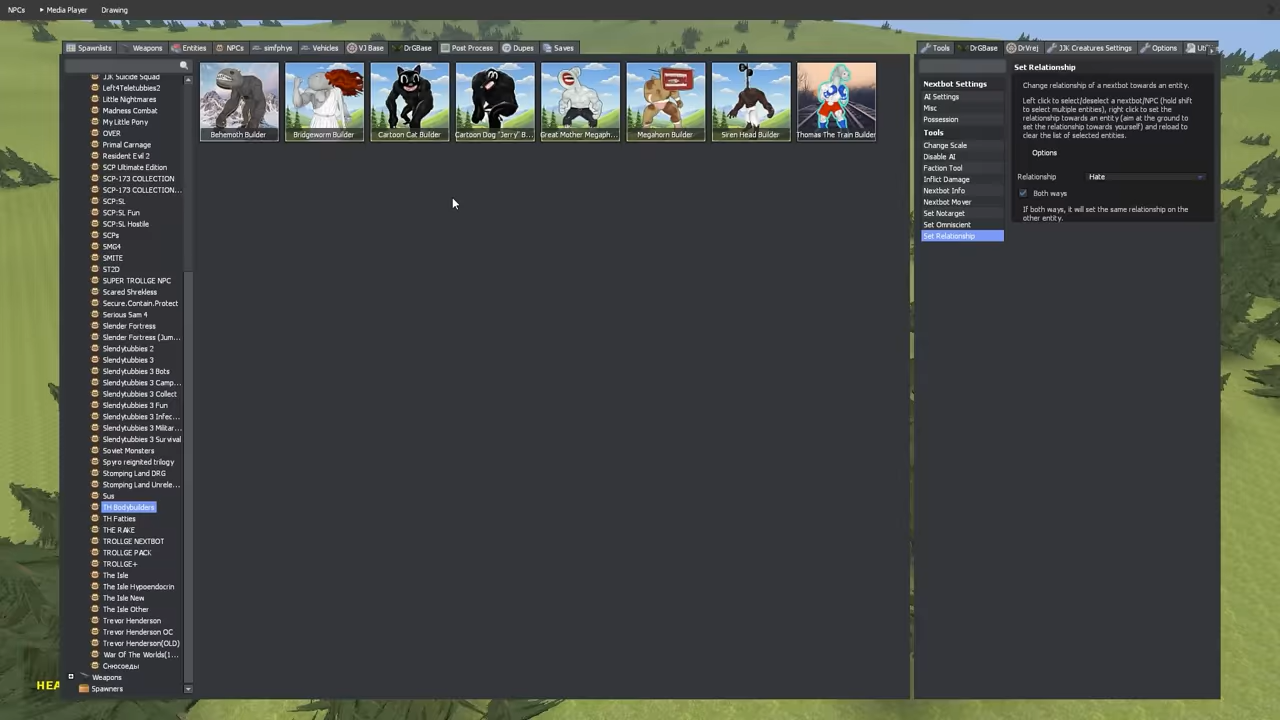 NPCs
Media Player
Drawing
Spawnlists
Weapons
Entities
NPCs
simfphys
Vehicles
VJ Base
DrGBase
Post Process
Dupes
Saves
JJK Suicide Squad
Left4Teletubbies2
Little Nightmares
Madness Combat
My Little Pony
OVER
Primal Carnage
Resident Evil 2
SCP Ultimate Edition
SCP-173 COLLECTION
SCP-173 COLLECTION...
SCP:SL
SCP:SL Fun
SCP:SL Hostile
SCPs
SMG4
SMITE
ST2D
SUPER TROLLGE NPC
Scared Shrekless
Secure.Contain.Protect
Serious Sam 4
Slender Fortress
Slender Fortress (Jum...
Slendytubbies 2
Slendytubbies 3
Slendytubbies 3 Bots
Slendytubbies 3 Camp...
Slendytubbies 3 Collect
Slendytubbies 3 Fun
Slendytubbies 3 Infec...
Slendytubbies 3 Militar...
Slendytubbies 3 Survival
Soviet Monsters
Spyro reignited trilogy
Stomping Land DRG
Stomping Land Unrele...
Sus
TH Bodybuilders
TH Fatties
THE RAKE
TROLLGE NEXTBOT
TROLLGE PACK
TROLLGE+
The Isle
The Isle Hypoendocrin
The Isle New
The Isle Other
Trevor Henderson
Trevor Henderson OC
Trevor Henderson(OLD)
War Of The Worlds(1...
Снюсоеды
Weapons
Spawners
HEA
Behemoth Builder
Bridgeworm Builder
Cartoon Cat Builder
Cartoon Dog "Jerry" B...
Great Mother Megaph...
Megahorn Builder
Siren Head Builder
Thomas The Train Builder
Tools
DrGBase
DrVrej
JJK Creatures Settings
Options
Uti
Nextbot Settings
AI Settings
Misc
Possession
Tools
Change Scale
Disable AI
Faction Tool
Inflict Damage
Nextbot Info
Nextbot Mover
Set Notarget
Set Omniscient
Set Relationship
Set Relationship
Change relationship of a nextbot towards an entity.
Left click to select/deselect a nextbot/NPC (hold shift
to select multiple entities), right click to set the
relationship towards an entity (aim at the ground to
set the relationship towards yourself) and reload to
clear the list of selected entities.
Options
Relationship
Hate
Both ways
If both ways, it will set the same relationship on the
other entity.